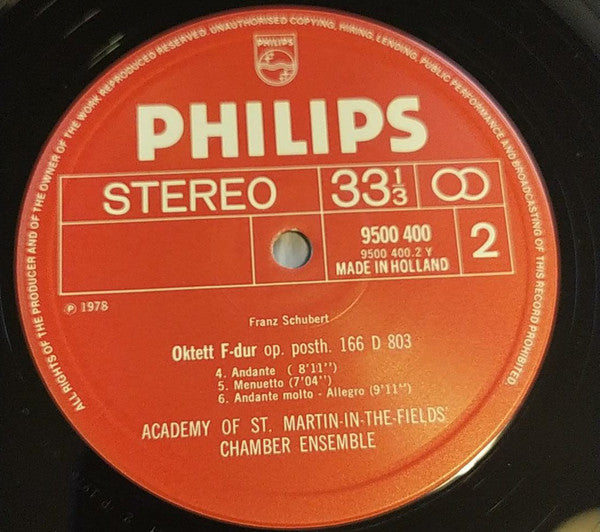 ALL RIGHTS OF THE PRODUCER AND OF THE OWNER OF THE WORK REPRODUCED RESERVED. UNAUTHORISED COPYING, HIRING, LENDING, PUBLIC PERFORMANCE AND BROADCASTING OF THIS RECORD PROHIBITED.
PHILIPS
PHILIPS
STEREO
33 1/3
9500 400
9500 400.2 Y
MADE IN HOLLAND
2
℗ 1978
Franz Schubert
Oktett F-dur op. posth. 166 D 803
4. Andante ( 8'11'')
5. Menuetto (7'04'')
6. Andante molto - Allegro (9'11'')
ACADEMY OF ST. MARTIN-IN-THE-FIELDS'
CHAMBER ENSEMBLE